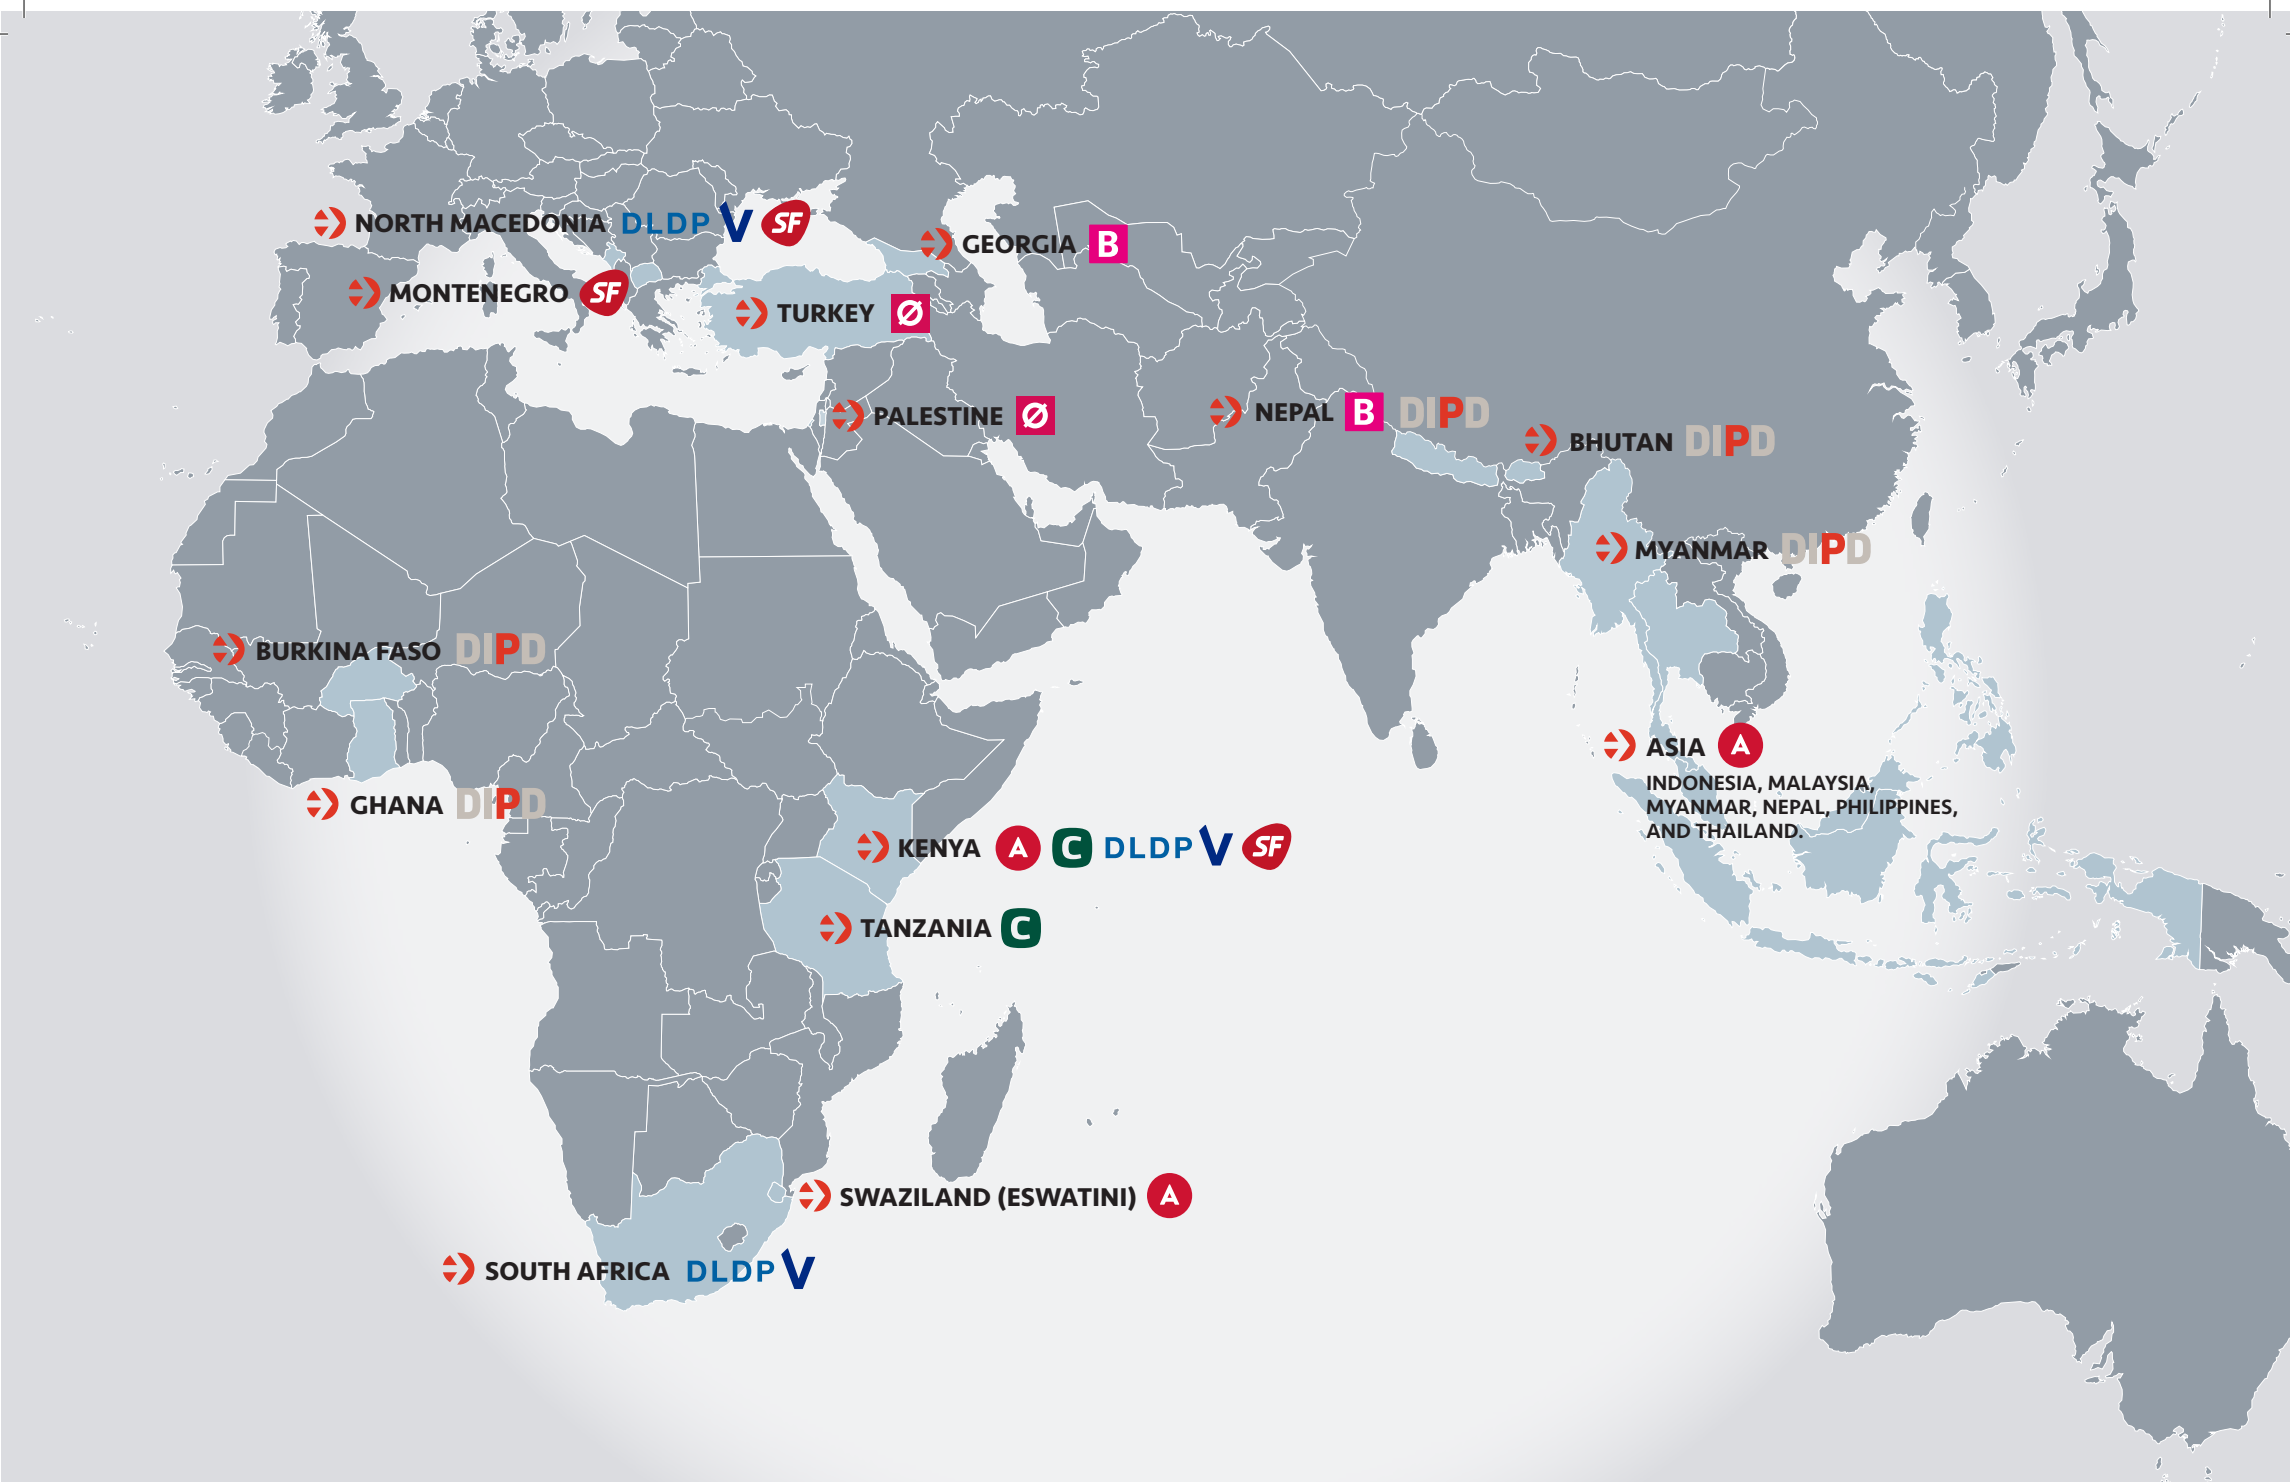 NORTH MACEDONIA DLDP V SF
GEORGIA B
MONTENEGRO SF
TURKEY Ø
PALESTINE Ø
NEPAL B DIPD
BHUTAN DIPD
MYANMAR DIPD
BURKINA FASO DIPD
ASIA A
INDONESIA, MALAYSIA,
MYANMAR, NEPAL, PHILIPPINES,
AND THAILAND.
GHANA DIPD
KENYA A C DLDP V SF
TANZANIA C
SWAZILAND (ESWATINI) A
SOUTH AFRICA DLDP V